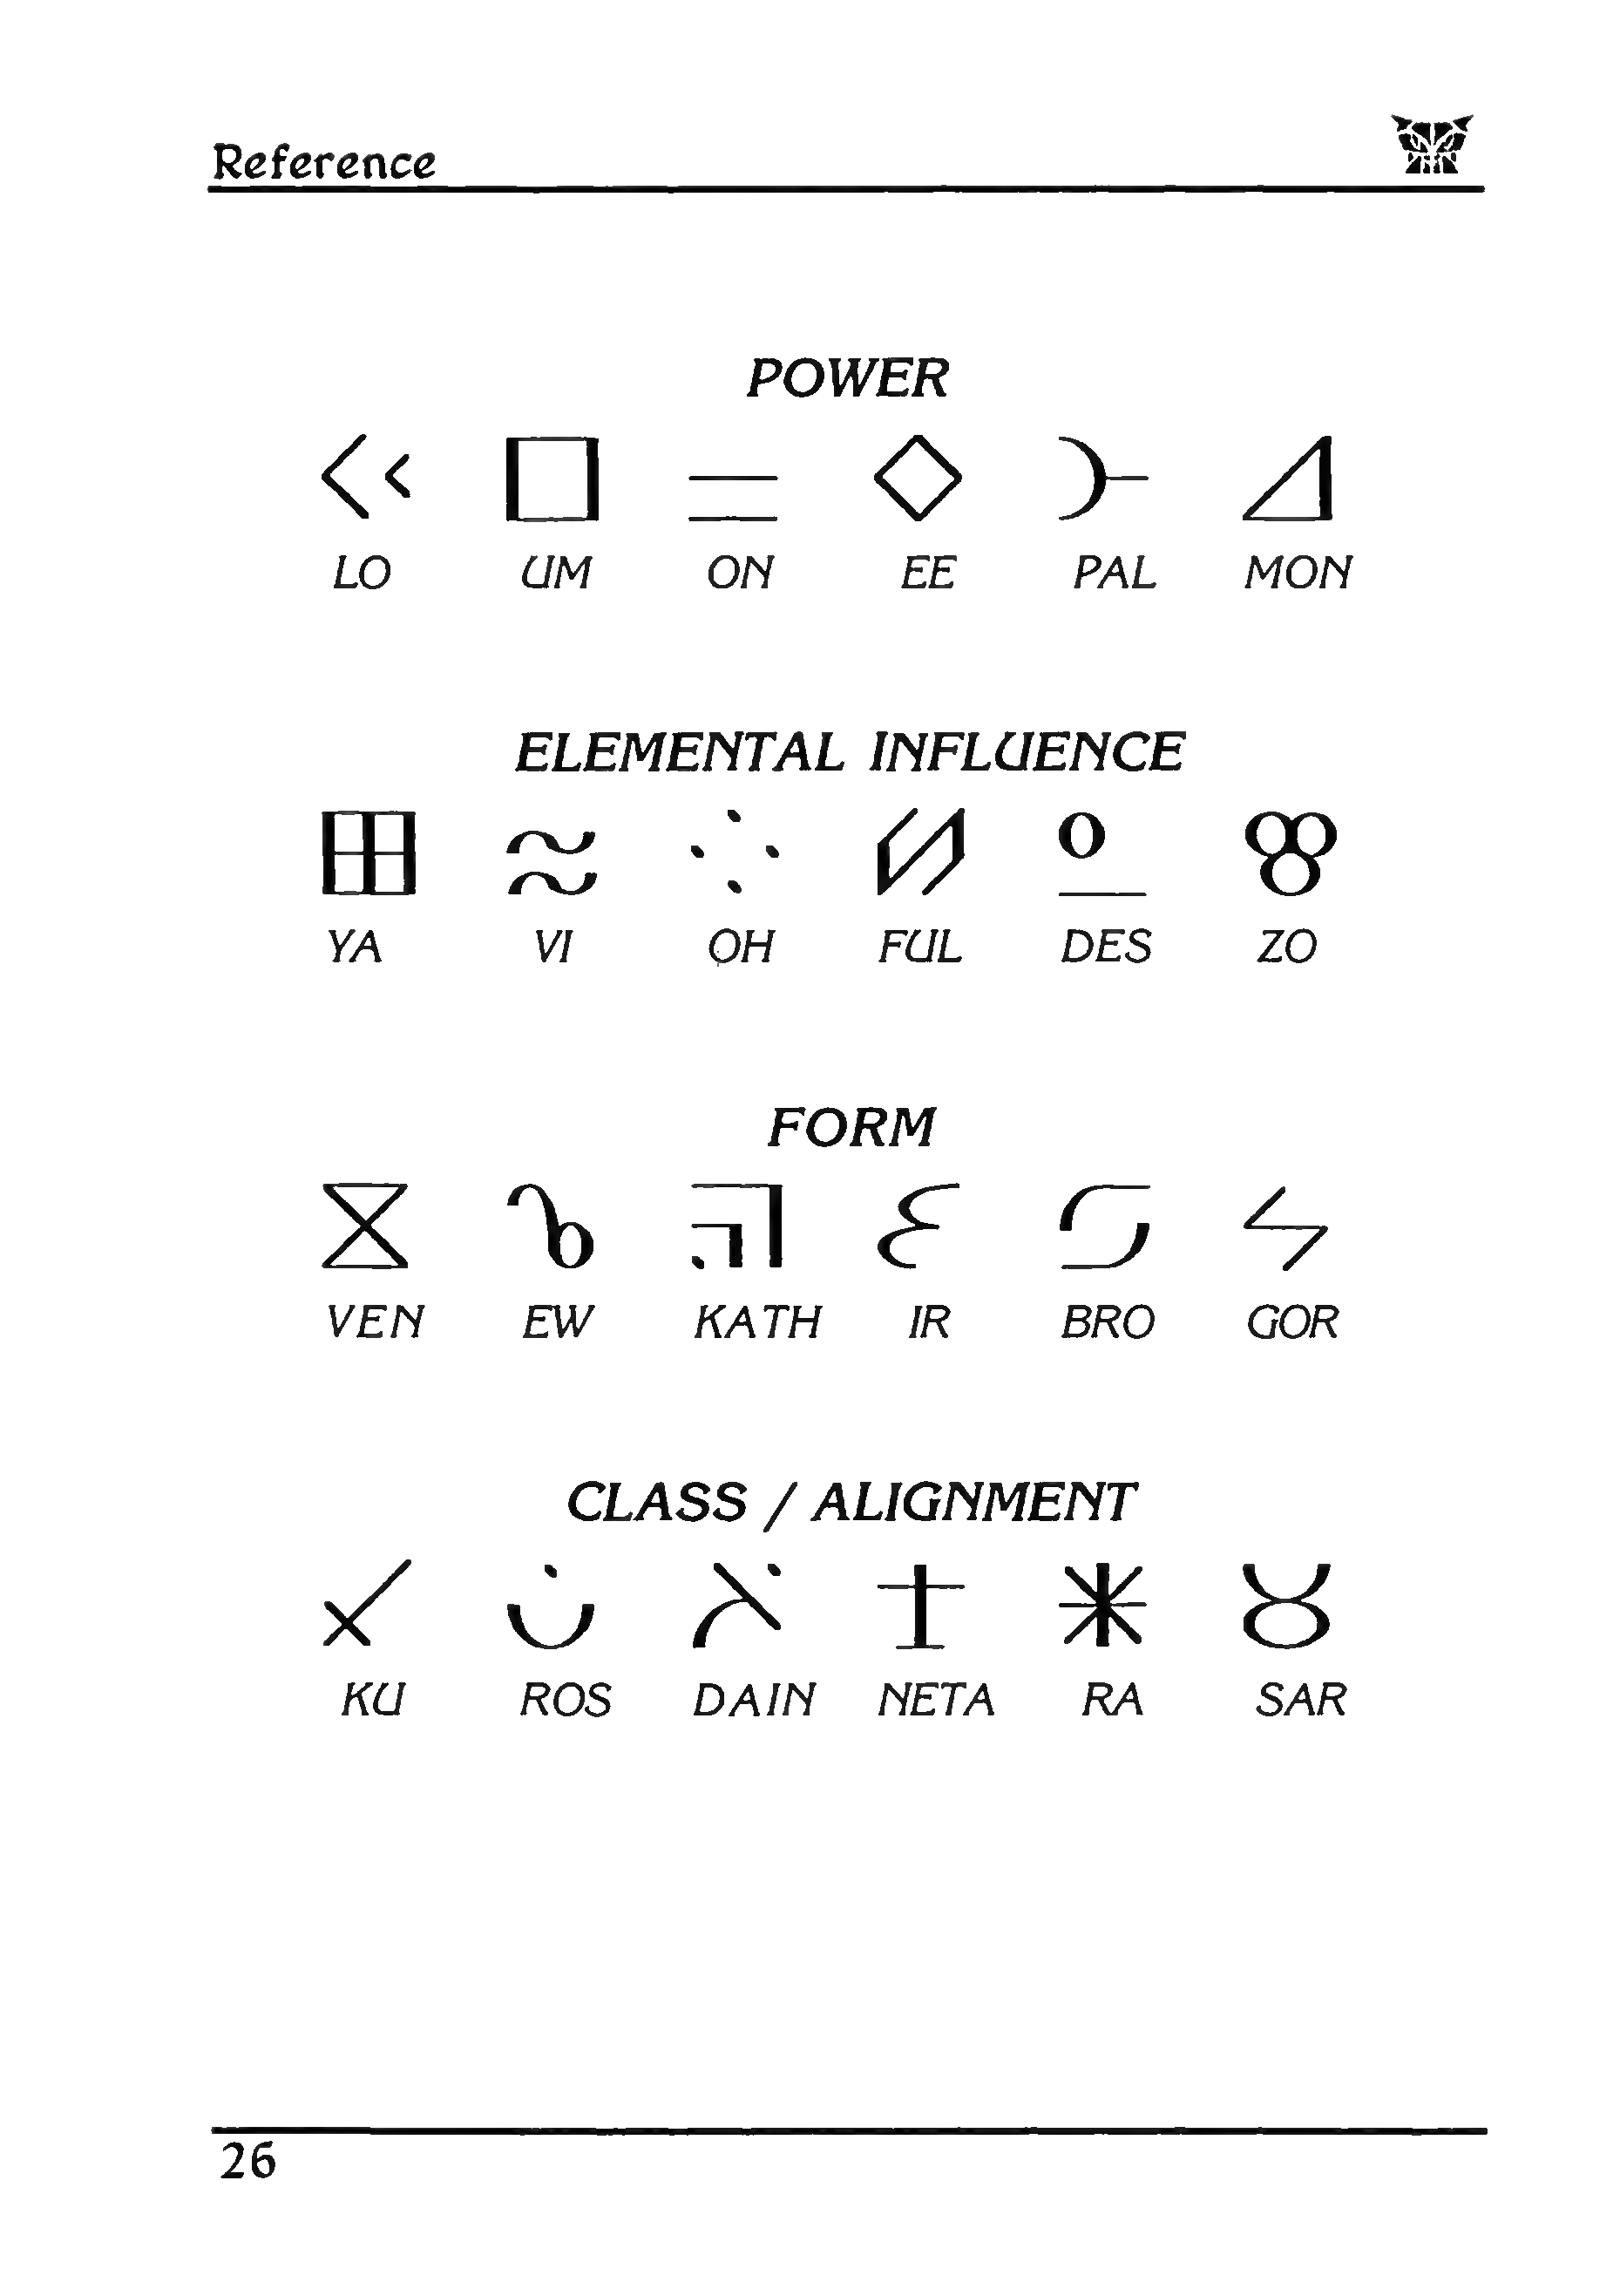 Reference
POWER
LO UM ON EE PAL MON
ELEMENTAL INFLUENCE
YA VI OH FUL DES ZO
FORM
VEN EW KATH IR BRO GOR
CLASS / ALIGNMENT
KU ROS DAIN NETA RA SAR
26